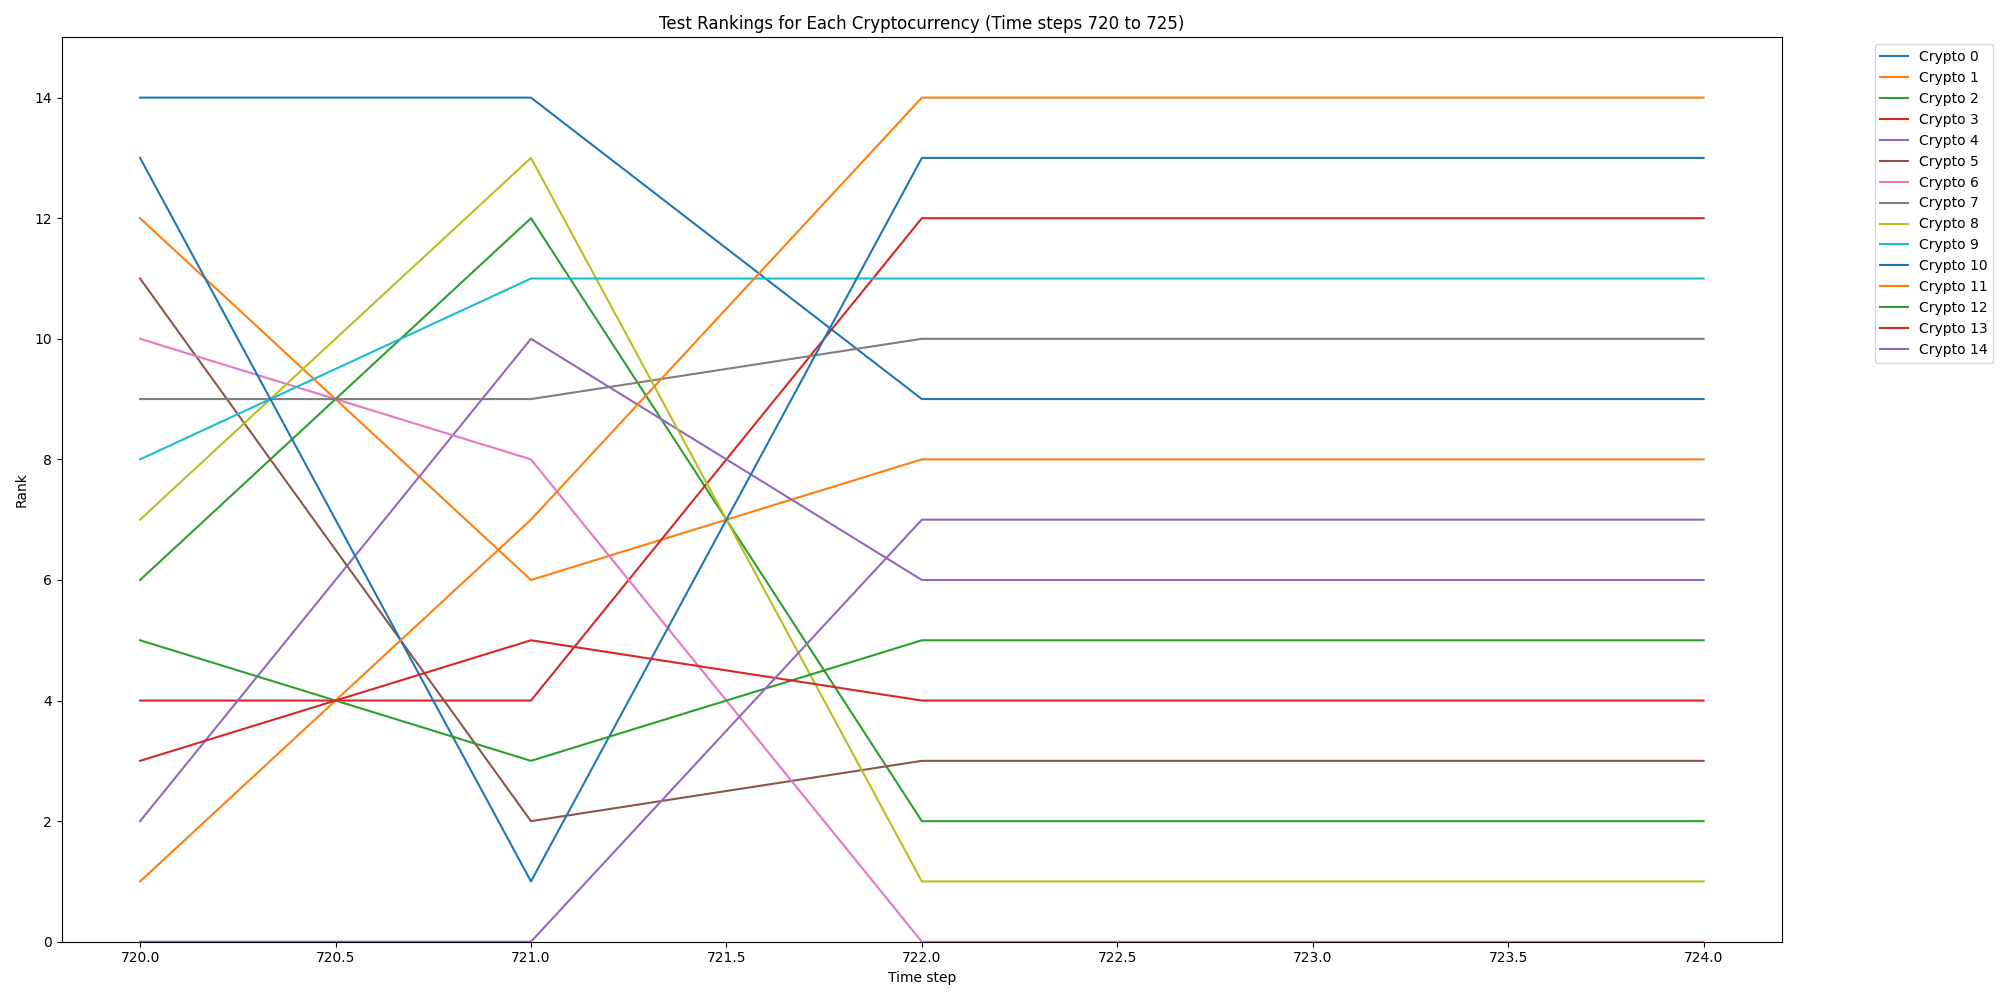 Test Rankings for Each Cryptocurrency (Time steps 720 to 725)
Rank
14
12
10
8
6
4
2
0
720.0 720.5 721.0 721.5 722.0 722.5 723.0 723.5 724.0
Time step
Crypto 0
Crypto 1
Crypto 2
Crypto 3
Crypto 4
Crypto 5
Crypto 6
Crypto 7
Crypto 8
Crypto 9
Crypto 10
Crypto 11
Crypto 12
Crypto 13
Crypto 14